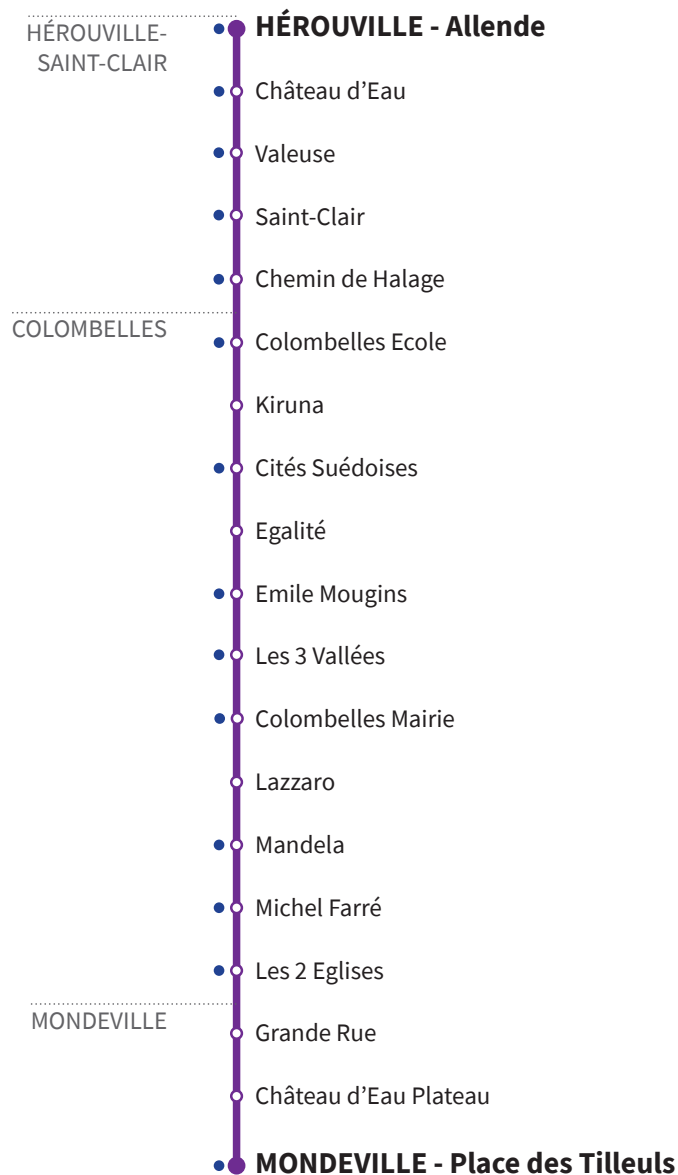 HÉROUVILLE-
SAINT-CLAIR
HÉROUVILLE - Allende
Château d’Eau
Valeuse
Saint-Clair
Chemin de Halage
COLOMBELLES
Colombelles Ecole
Kiruna
Cités Suédoises
Egalité
Emile Mougins
Les 3 Vallées
Colombelles Mairie
Lazzaro
Mandela
Michel Farré
Les 2 Eglises
MONDEVILLE
Grande Rue
Château d’Eau Plateau
MONDEVILLE - Place des Tilleuls